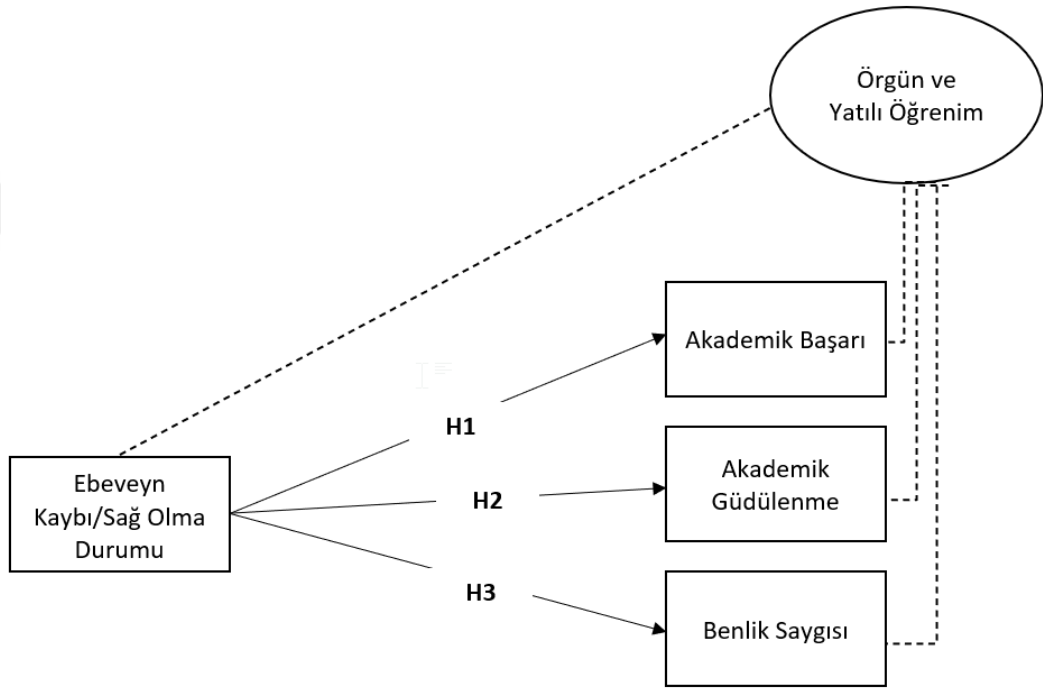 Örgün ve
Yatılı Öğrenim
Akademik Başarı
H1
Ebeveyn
Kaybı/Sağ Olma
Durumu
H2
Akademik
Güdülenme
H3
Benlik Saygısı